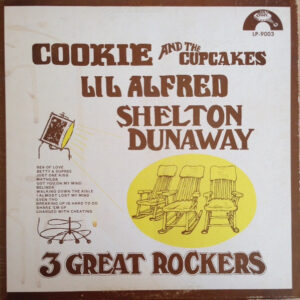 LP-9003
COOKIE AND THE CUPCAKES
LIL ALFRED
SHELTON
DUNAWAY
SEA OF LOVE
BETTY & DUPREE
JUST ONE KISS
MATHILDA
GOT YOU ON MY MIND
BELINDA
WALKING DOWN THE AISLE
I ALMOST LOST MY MIND
EVEN THO
BREAKING UP IS HARD TO DO
SHAKE 'EM UP
CHARGED WITH CHEATING
3 GREAT ROCKERS